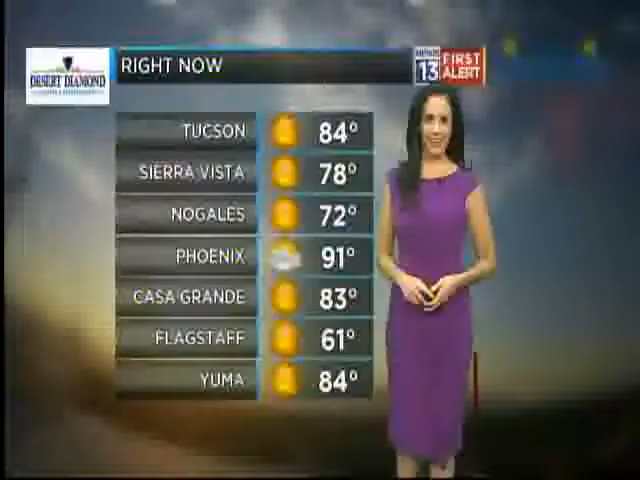 DESERT DIAMOND
RIGHT NOW
13
FIRST
ALERT
TUCSON 84°
SIERRA VISTA 78°
NOGALES 72°
PHOENIX 91°
CASA GRANDE 83°
FLAGSTAFF 61°
YUMA 84°